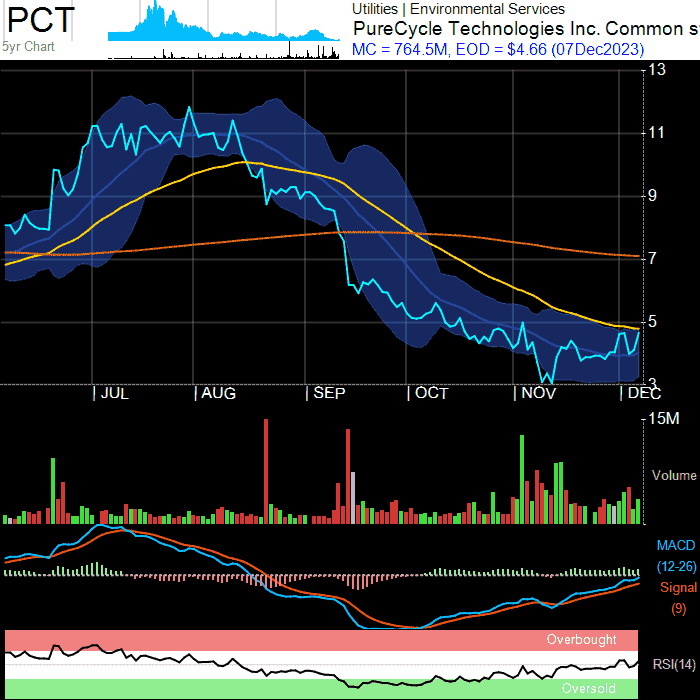 PCT
5yr Chart
Utilities | Environmental Services
PureCycle Technologies Inc. Common s
MC = 764.5M, EOD = $4.66 (07Dec2023)
13
11
9
7
5
3
JUL AUG SEP OCT NOV DEC
15M
Volume
MACD
(12-26)
Signal
(9)
Overbought
RSI(14)
Oversold